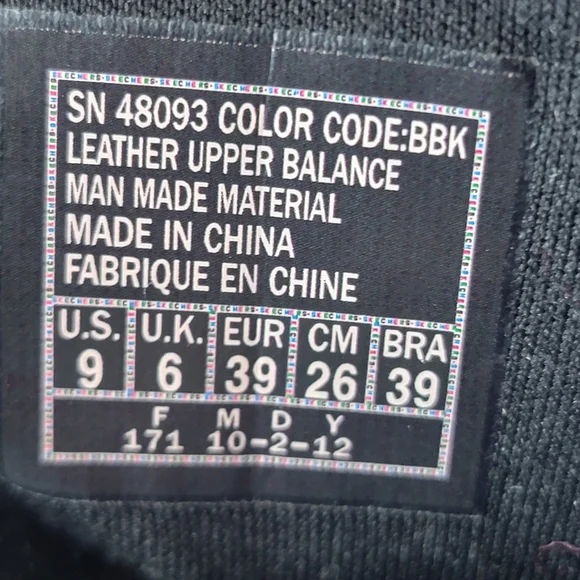 SN 48093 COLOR CODE:BBK
LEATHER UPPER BALANCE
MAN MADE MATERIAL
MADE IN CHINA
FABRIQUE EN CHINE
U.S. U.K. EUR CM BRA
9 6 39 26 39
F M D Y
171 10-2-12